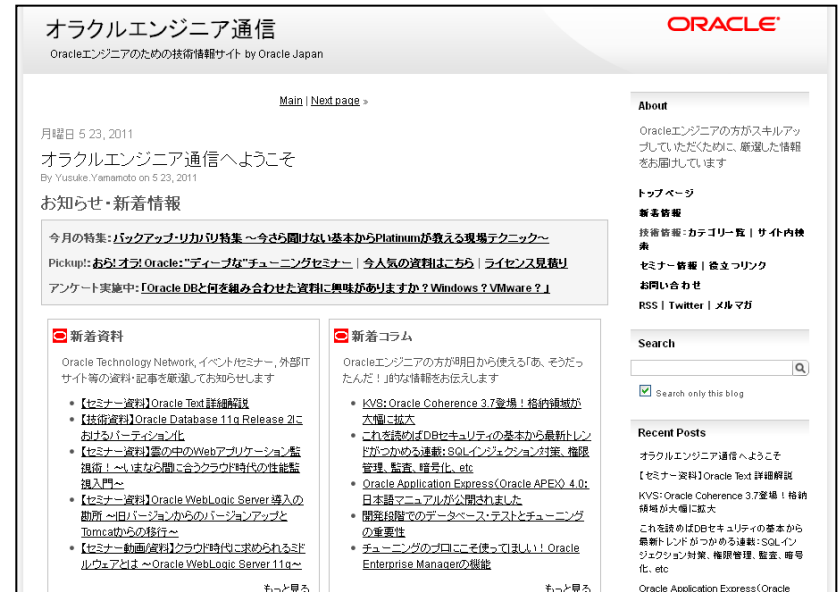 オラクルエンジニア通信
Oracleエンジニアのための技術情報サイト by Oracle Japan
ORACLE
Main | Next page »
月曜日 5 23, 2011
オラクルエンジニア通信へようこそ
By Yusuke.Yamamoto on 5 23, 2011
お知らせ・新着情報
今月の特集:バックアップ・リカバリ特集 ～今さら聞けない基本からPlatinumが教える現場テクニック～
Pickup!:おら! オラ! Oracle:"ディープな"チューニングセミナー | 今人気の資料はこちら | ライセンス見積り
アンケート実施中:「Oracle DBと何を組み合わせた資料に興味がありますか？Windows？VMware？」
新着資料
Oracle Technology Network, イベント/セミナー, 外部IT
サイト等の資料・記事を厳選してお知らせします
• 【セミナー資料】Oracle Text 詳細解説
• 【技術資料】Oracle Database 11g Release 2に
おけるパーティション化
• 【セミナー資料】雲の中のWebアプリケーション監
視術！～いまなら間に合うクラウド時代の性能監
視入門～
• 【セミナー資料】Oracle WebLogic Server 導入の
勘所 ～旧バージョンからのバージョンアップと
Tomcatからの移行～
• 【セミナー動画/資料】クラウド時代に求められるミド
ルウェアとは ～Oracle WebLogic Server 11g～
もっと見る
新着コラム
Oracleエンジニアの方が明日から使える「あ、そうだっ
たんだ！」的な情報をお伝えします
• KVS: Oracle Coherence 3.7登場！格納領域が
大幅に拡大
• これを読めばDBセキュリティの基本から最新トレン
ドがつかめる連載: SQLインジェクション対策、権限
管理、監査、暗号化、etc
• Oracle Application Express(Oracle APEX) 4.0:
日本語マニュアルが公開されました
• 開発段階でのデータベース・テストとチューニング
の重要性
• チューニングのプロにこそ使ってほしい！Oracle
Enterprise Managerの機能
もっと見る
About
Oracleエンジニアの方がスキルアッ
プしていただくために、厳選した情報
をお届けしています
トップページ
新着情報
技術情報:カテゴリー覧 | サイト内検
索
セミナー情報 | 役立つリンク
お問い合わせ
RSS | Twitter | メルマガ
Search
Search only this blog
Recent Posts
オラクルエンジニア通信へようこそ
【セミナー資料】Oracle Text 詳細解説
KVS: Oracle Coherence 3.7登場！格納
領域が大幅に拡大
これを読めばDBセキュリティの基本から
最新トレンドがつかめる連載: SQLイン
ジェクション対策、権限管理、監査、暗号
化、etc
Oracle Application Express(Oracle